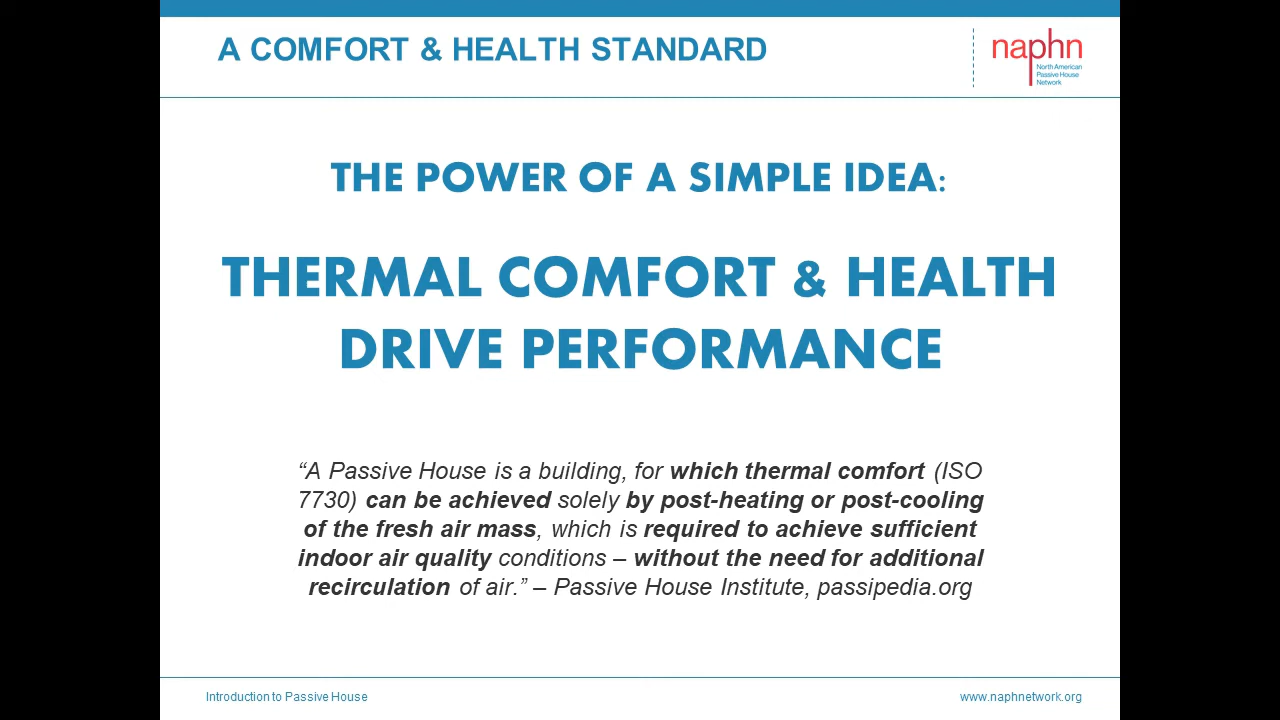 A COMFORT & HEALTH STANDARD
naphn
North American
Passive House
Network
THE POWER OF A SIMPLE IDEA:
THERMAL COMFORT & HEALTH
DRIVE PERFORMANCE
“A Passive House is a building, for which thermal comfort (ISO
7730) can be achieved solely by post-heating or post-cooling
of the fresh air mass, which is required to achieve sufficient
indoor air quality conditions – without the need for additional
recirculation of air.” – Passive House Institute, passipedia.org
Introduction to Passive House
www.naphnetwork.org